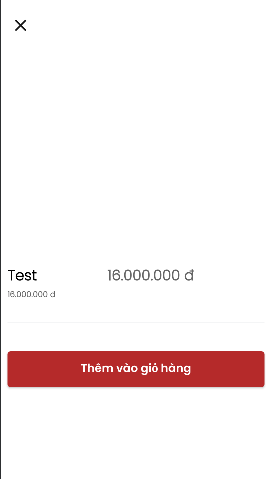 Test 16.000.000 đ
16.000.000 đ
Thêm vào giỏ hàng